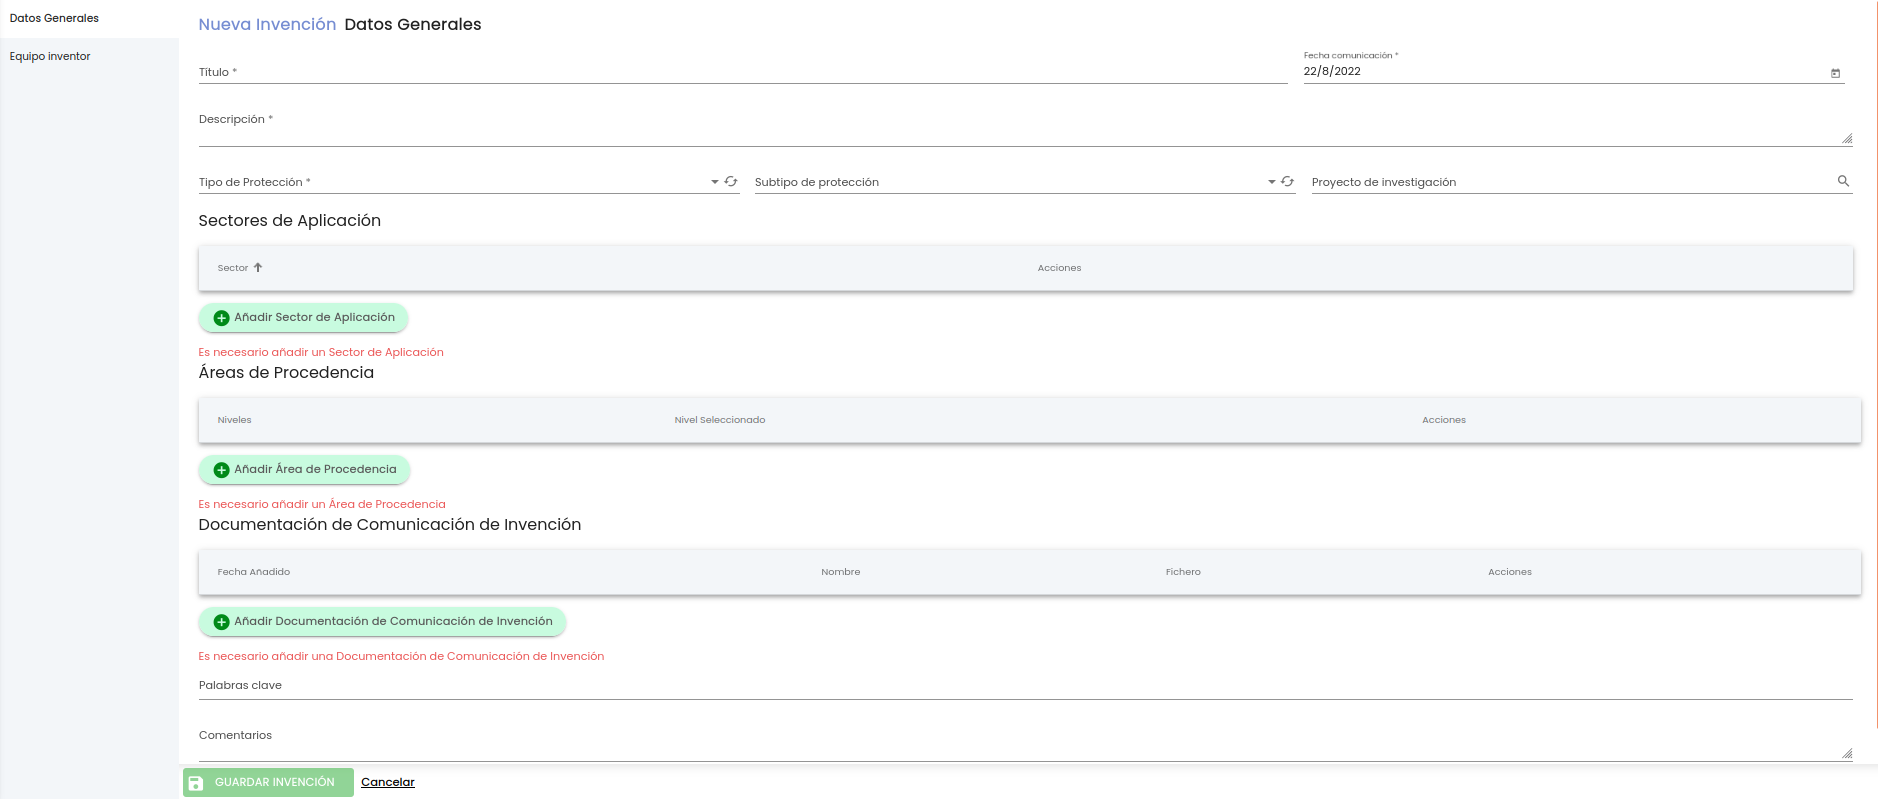 Datos Generales
Equipo inventor
Nueva Invención Datos Generales
Título *
Fecha comunicación *
22/8/2022
Descripción *
Tipo de Protección *
Subtipo de protección
Proyecto de investigación
Sectores de Aplicación
Sector Acciones
Añadir Sector de Aplicación
Es necesario añadir un Sector de Aplicación
Áreas de Procedencia
Niveles Nivel Seleccionado Acciones
Añadir Área de Procedencia
Es necesario añadir un Área de Procedencia
Documentación de Comunicación de Invención
Fecha Añadido Nombre Fichero Acciones
Añadir Documentación de Comunicación de Invención
Es necesario añadir una Documentación de Comunicación de Invención
Palabras clave
Comentarios
GUARDAR INVENCIÓN Cancelar